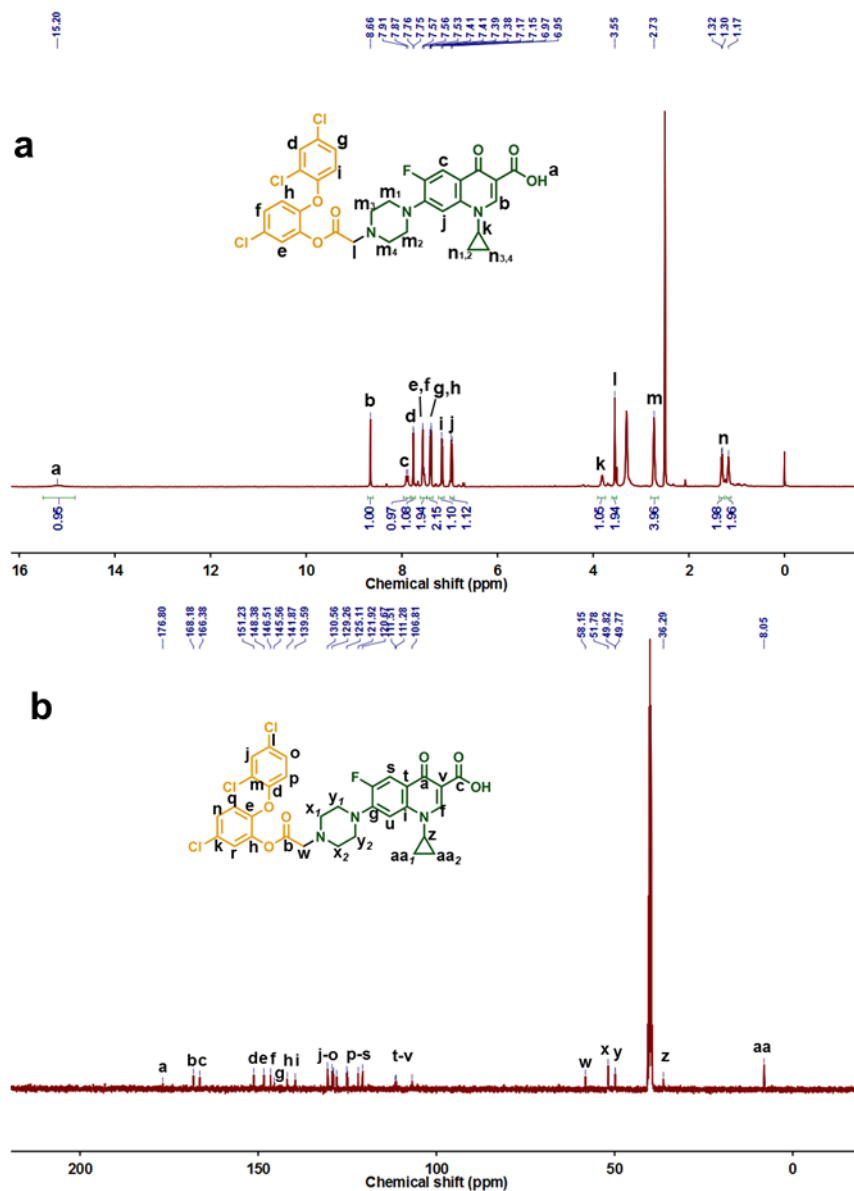 15.20 8.66 7.91 7.87 7.76 7.75 7.57 7.56 7.53 7.41 7.41 7.39 7.38 7.17 7.15 6.97 6.95 3.55 2.73 1.32 1.30 1.17
a
Cl
d g
F c O O
Cl i OH a
h m₁ b
f m₃ N
O N j N
Cl O N m₂ k
e l m₄ n₁,₂ n₃,₄
l
e,f g,h
b m
d i j
c n
a k
0.95 1.00 0.97 1.08 1.94 2.15 1.10 1.12 1.05 1.94 3.96 1.98 1.96
16 14 12 10 8 6 4 2 0
Chemical shift (ppm)
176.80 168.18 166.38 151.23 148.38 146.51 145.56 141.87 139.59 130.56 129.26 125.11 121.92 120.67 111.51 111.28 106.81 58.15 51.78 49.82 49.77 36.29 8.05
b
Cl
j l o
F s O O
Cl m p t a v c OH
q d y₁
n e O x₁ N g i f
h O N u N
Cl k O N y₂ z
r b w x₂ aa₁ aa₂
a bc de f g h i j-o p-s t-v w x y z aa
200 150 100 50 0
Chemical shift (ppm)